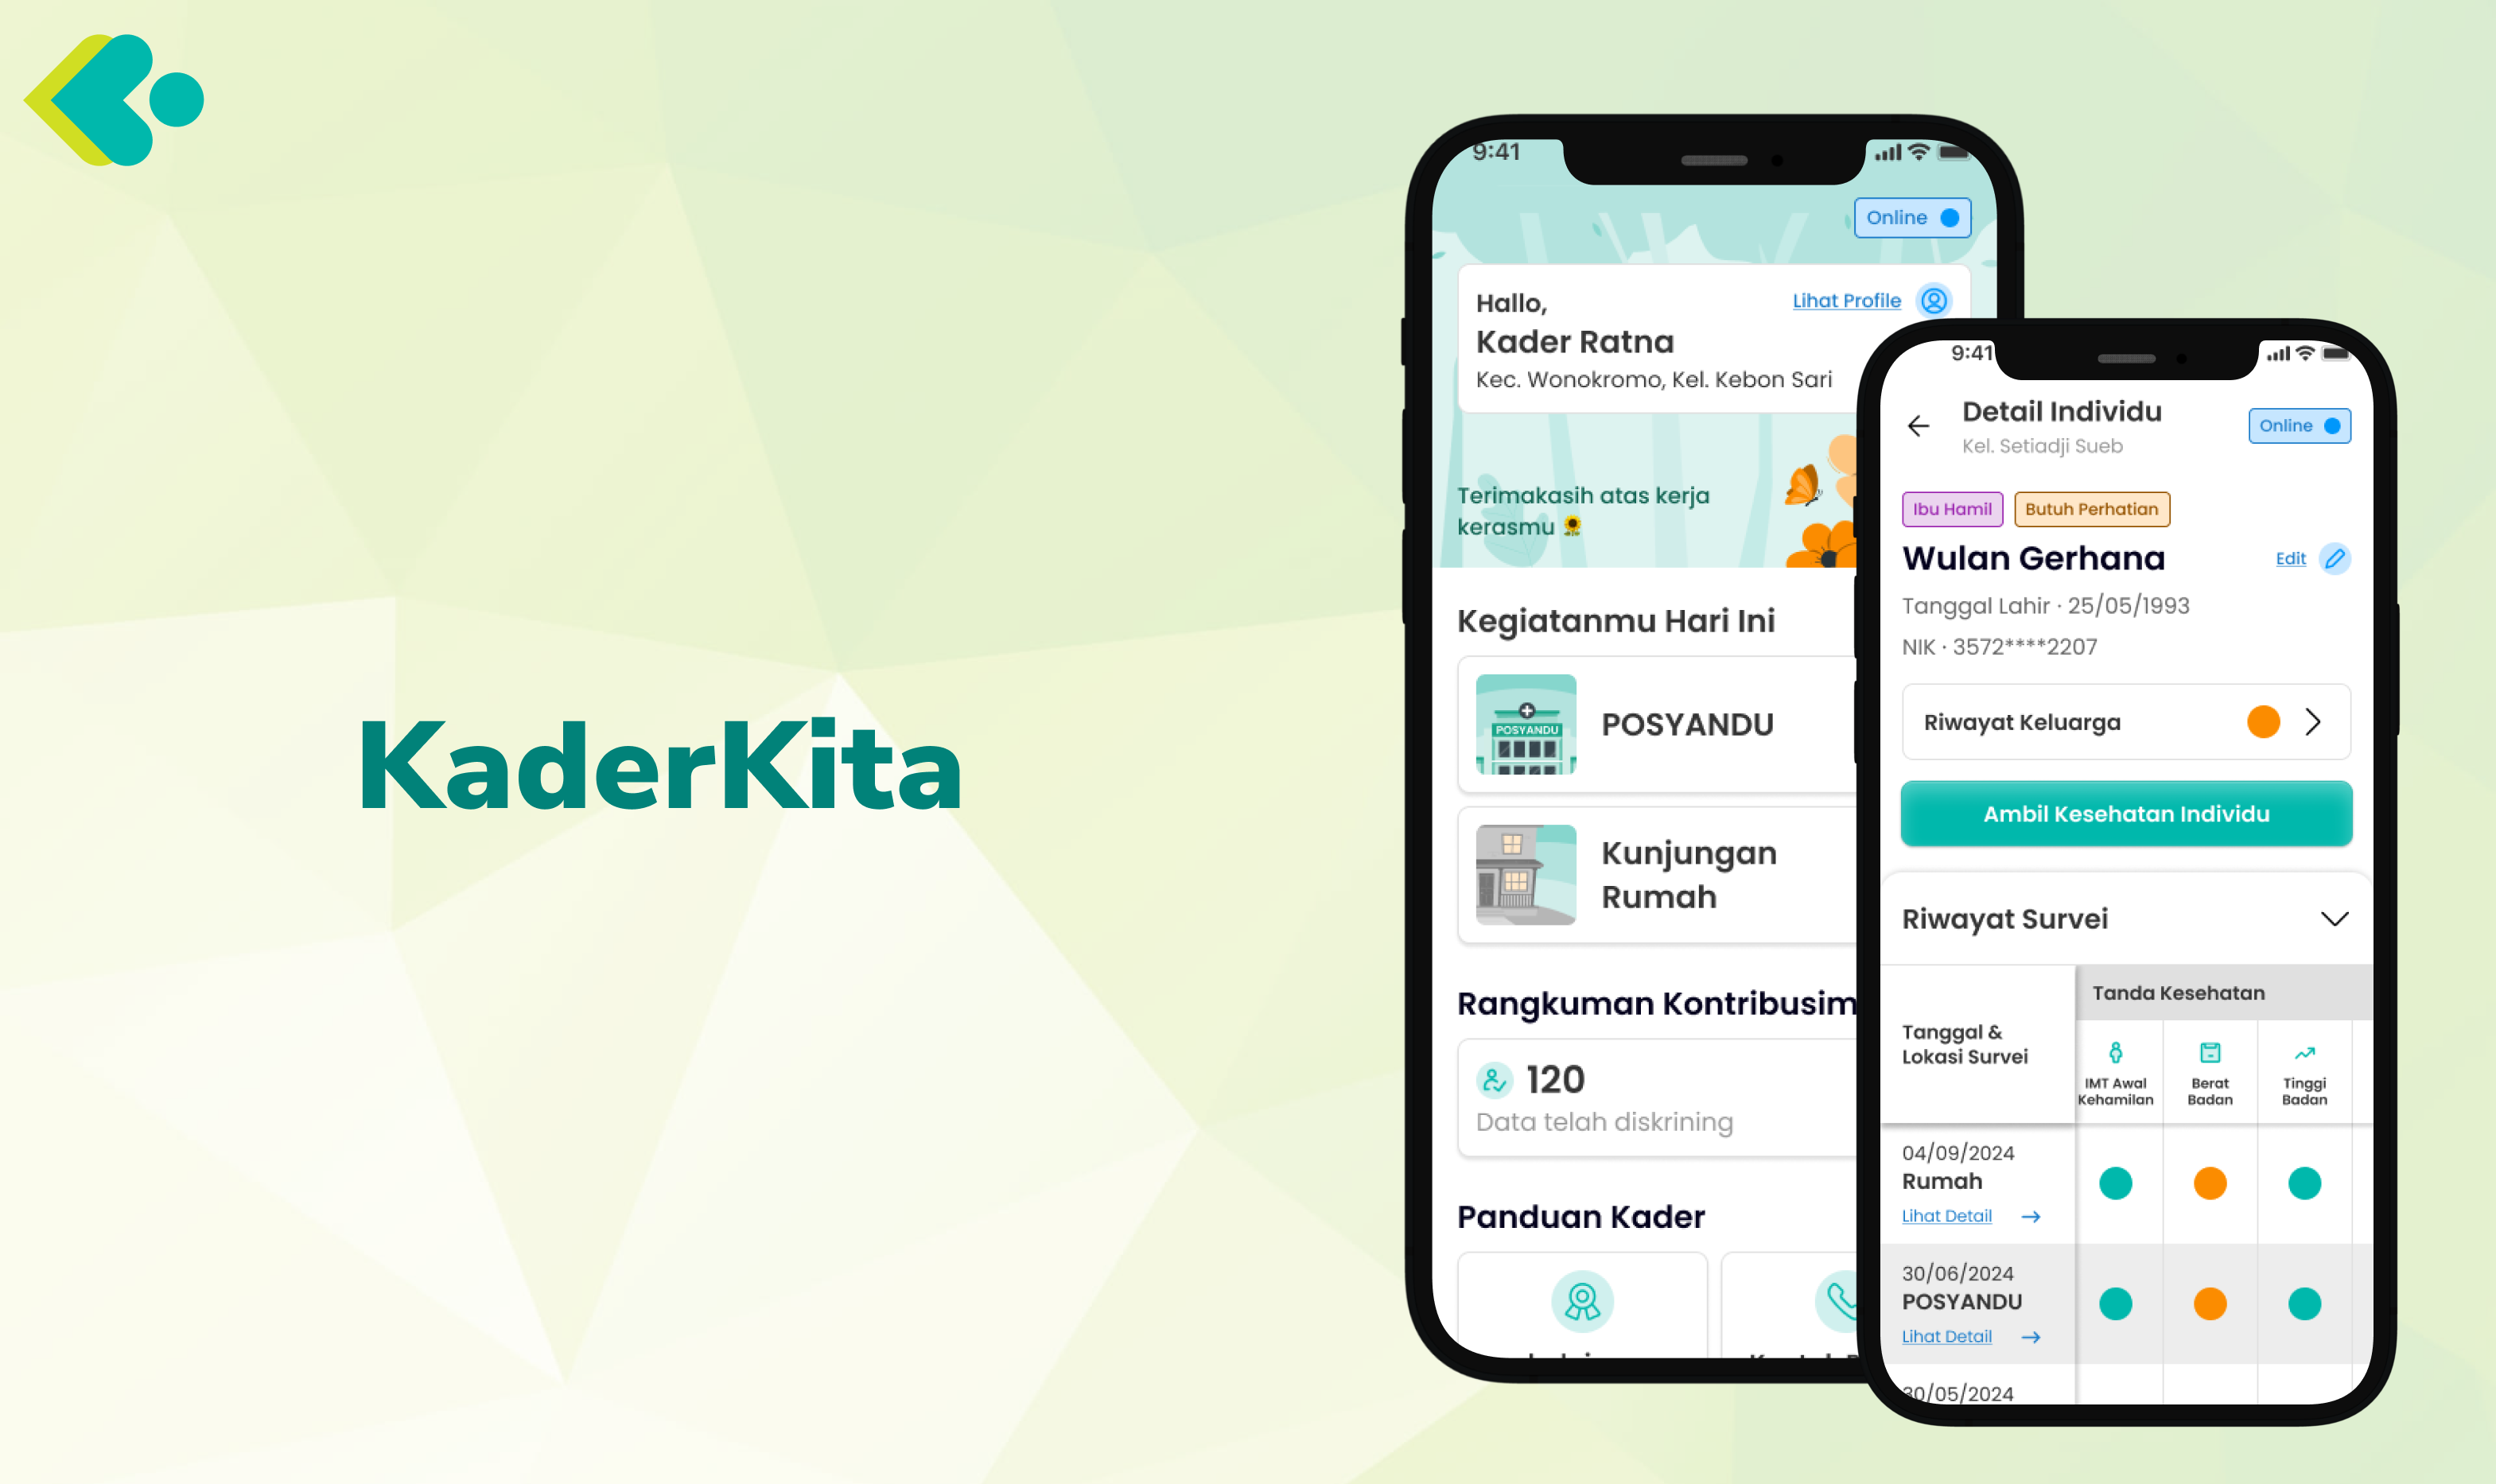 KaderKita
9:41
Online
Hallo,
Lihat Profile
Kader Ratna
Kec. Wonokromo, Kel. Kebon Sari
Terimakasih atas kerja
kerasmu 🌻
Kegiatanmu Hari Ini
POSYANDU
POSYANDU
Kunjungan
Rumah
Rangkuman Kontribusim
120
Data telah diskrining
Panduan Kader
9:41
Detail Individu
Online
Kel. Setiadji Sueb
Ibu Hamil
Butuh Perhatian
Wulan Gerhana
Edit
Tanggal Lahir · 25/05/1993
NIK · 3572****2207
Riwayat Keluarga
Ambil Kesehatan Individu
Riwayat Survei
Tanda Kesehatan
Tanggal &
Lokasi Survei
IMT Awal
Kehamilan
Berat
Badan
Tinggi
Badan
04/09/2024
Rumah
Lihat Detail
30/06/2024
POSYANDU
Lihat Detail
30/05/2024